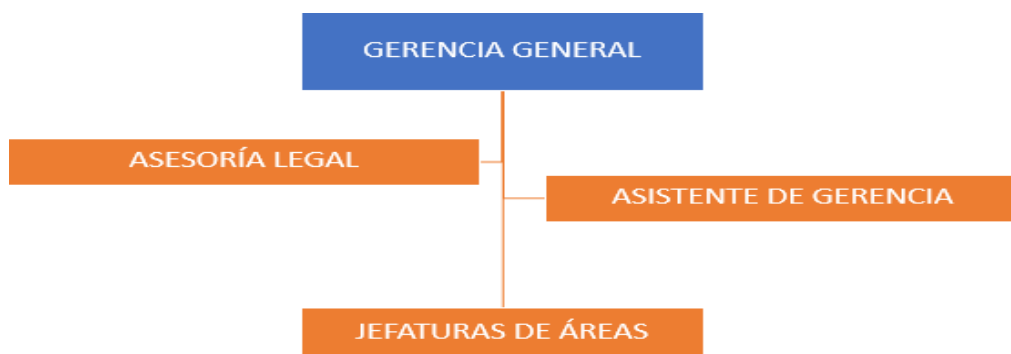 GERENCIA GENERAL
ASESORÍA LEGAL
ASISTENTE DE GERENCIA
JEFATURAS DE ÁREAS